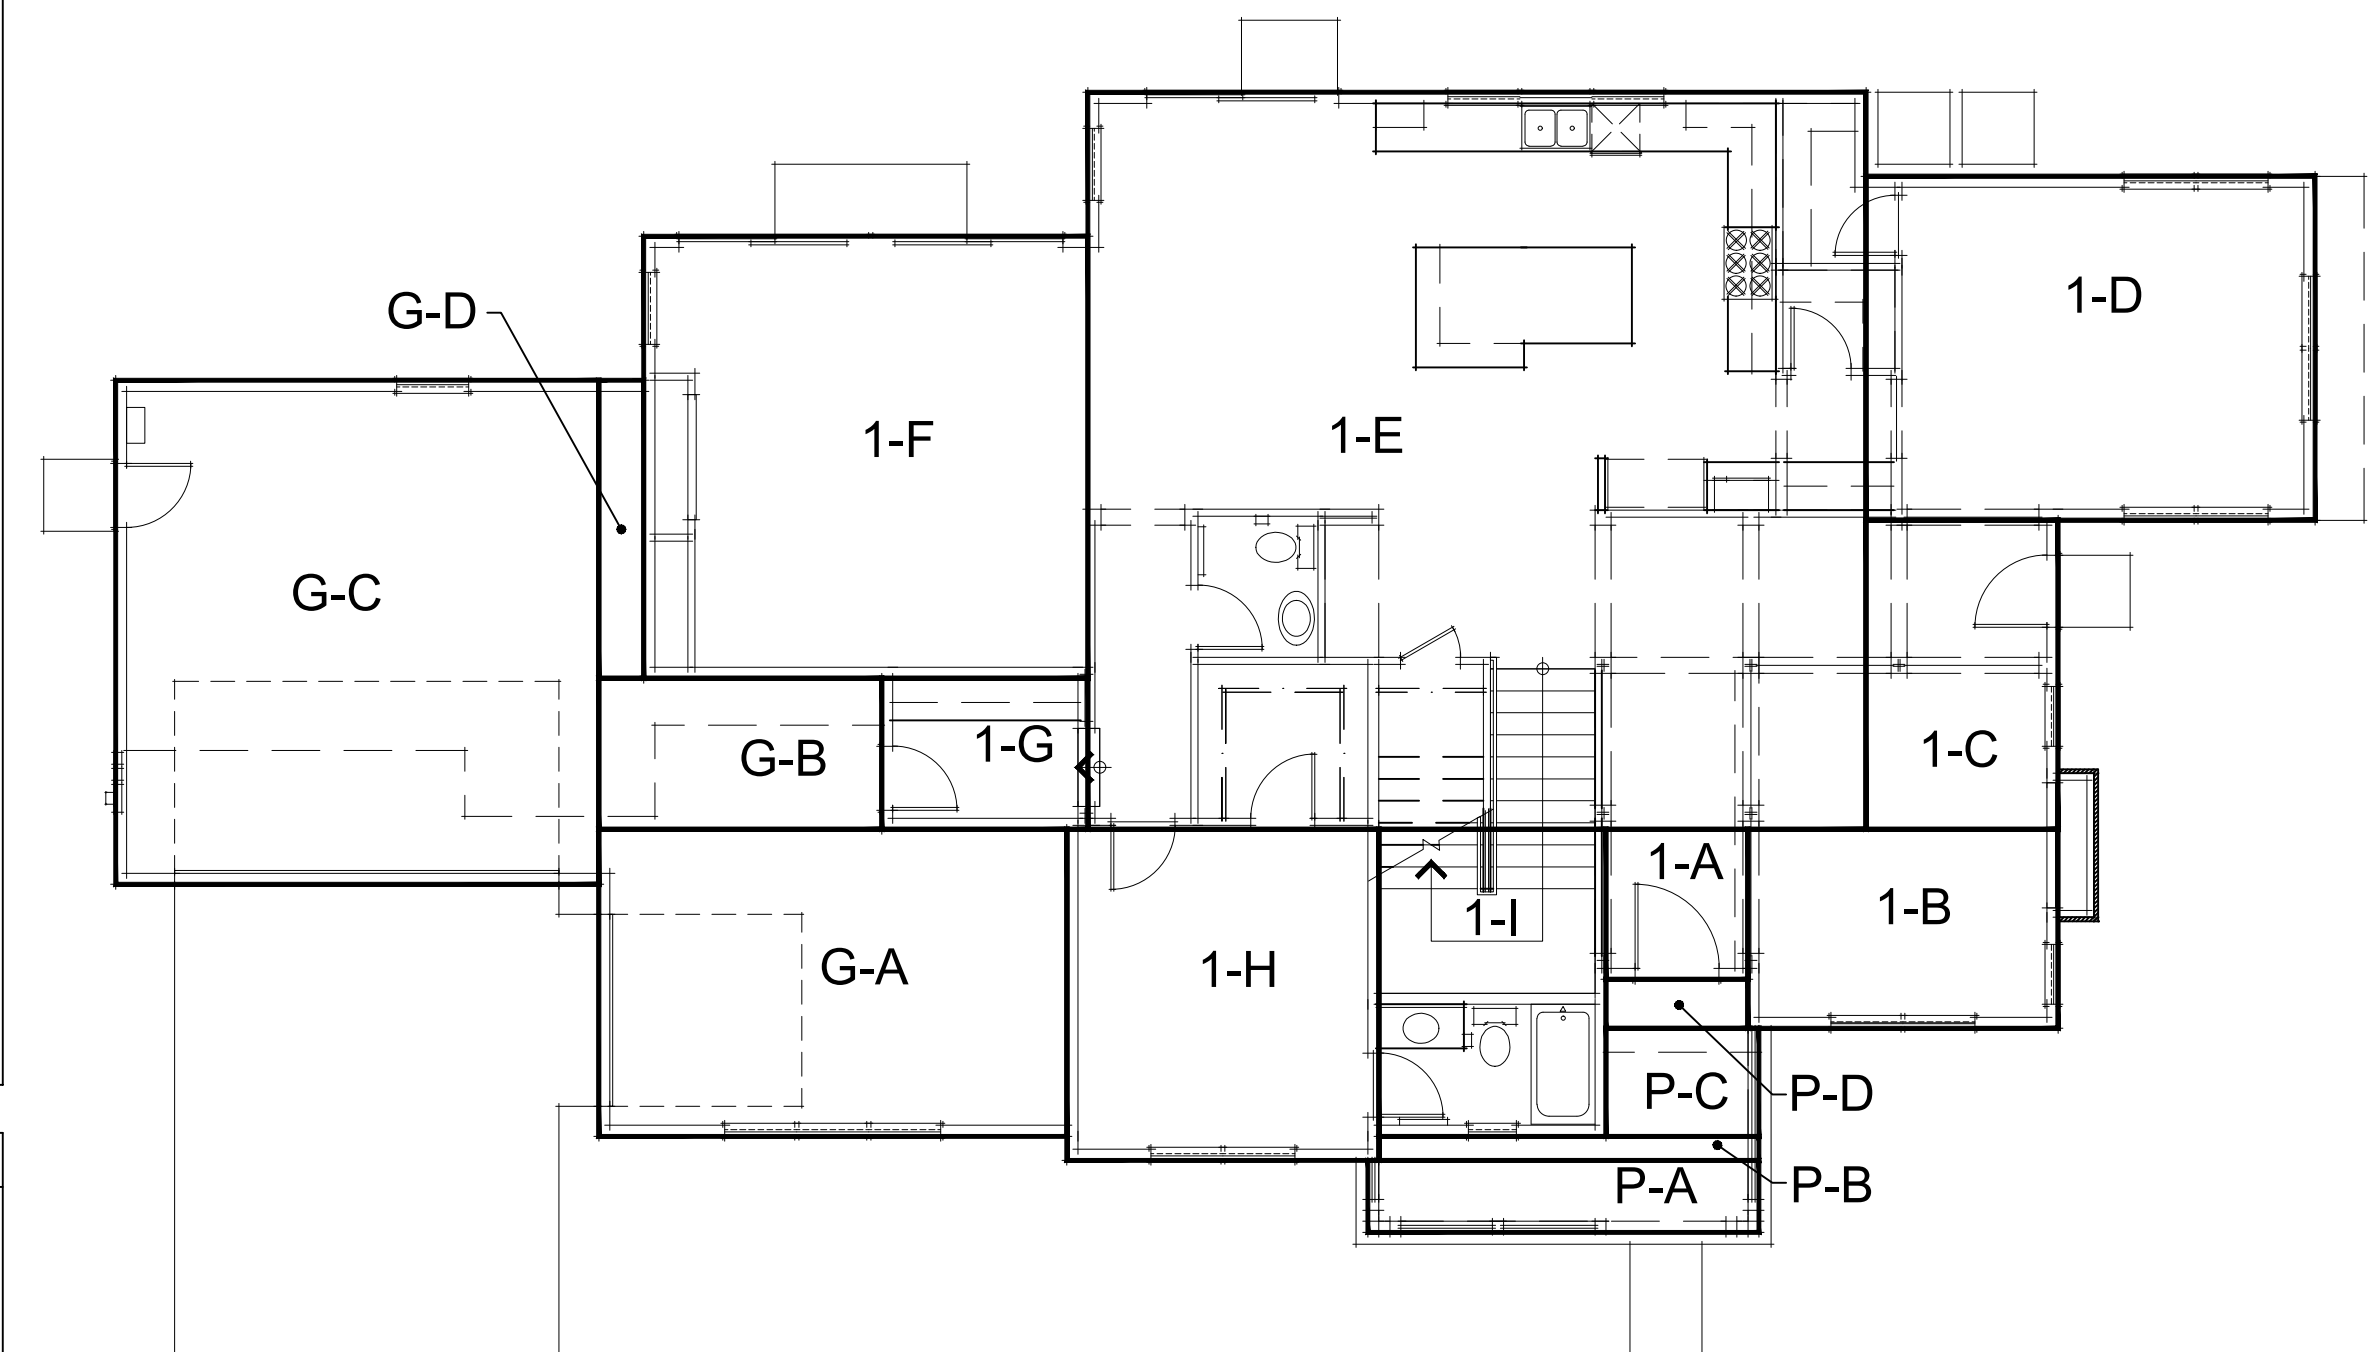 G-D
1-D
1-F
1-E
G-C
G-B
1-G
1-C
1-A
1-B
1-I
G-A
1-H
P-C
P-D
P-A
P-B